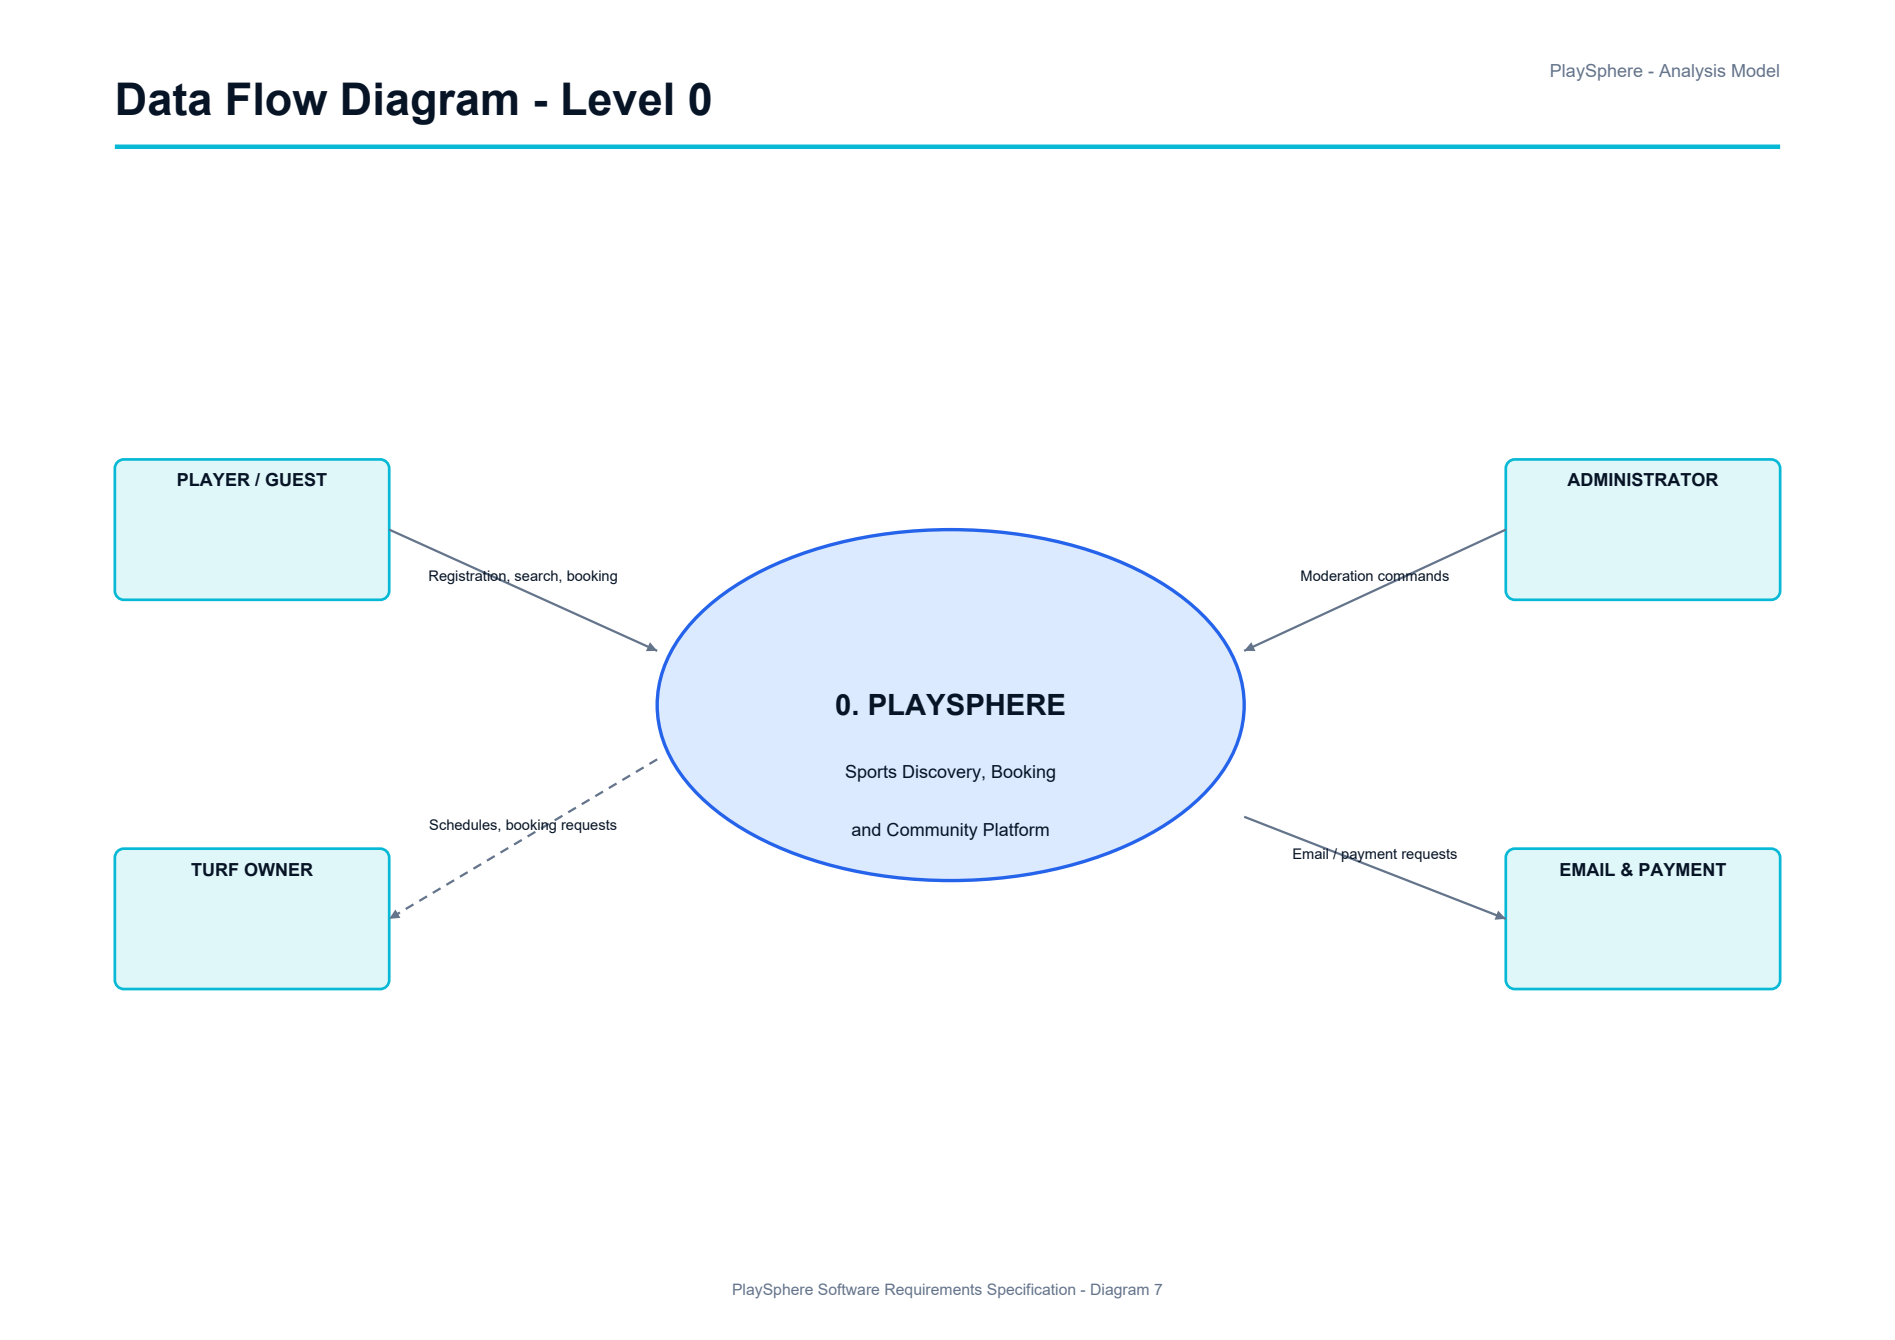 PlaySphere - Analysis Model
Data Flow Diagram - Level 0
PLAYER / GUEST
ADMINISTRATOR
Registration, search, booking
Moderation commands
0. PLAYSPHERE
Sports Discovery, Booking
and Community Platform
Schedules, booking requests
Email / payment requests
TURF OWNER
EMAIL & PAYMENT
PlaySphere Software Requirements Specification - Diagram 7